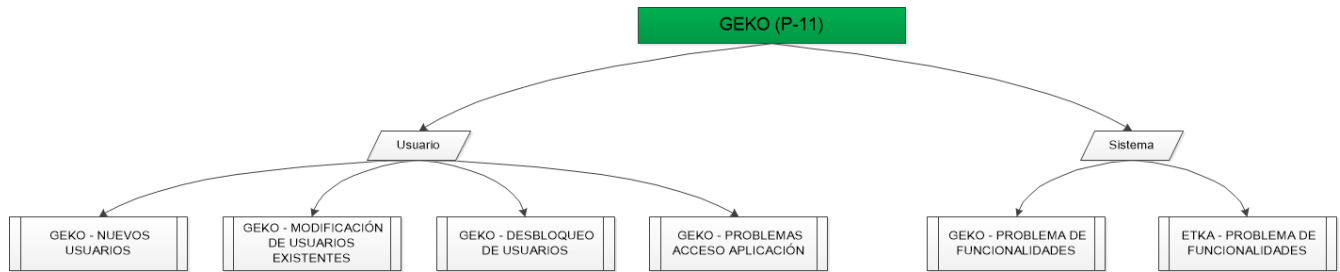 GEKO (P-11)
Usuario
Sistema
GEKO - NUEVOS
USUARIOS
GEKO - MODIFICACIÓN
DE USUARIOS
EXISTENTES
GEKO - DESBLOQUEO
DE USUARIOS
GEKO - PROBLEMAS
ACCESO APLICACIÓN
GEKO - PROBLEMA DE
FUNCIONALIDADES
ETKA - PROBLEMA DE
FUNCIONALIDADES